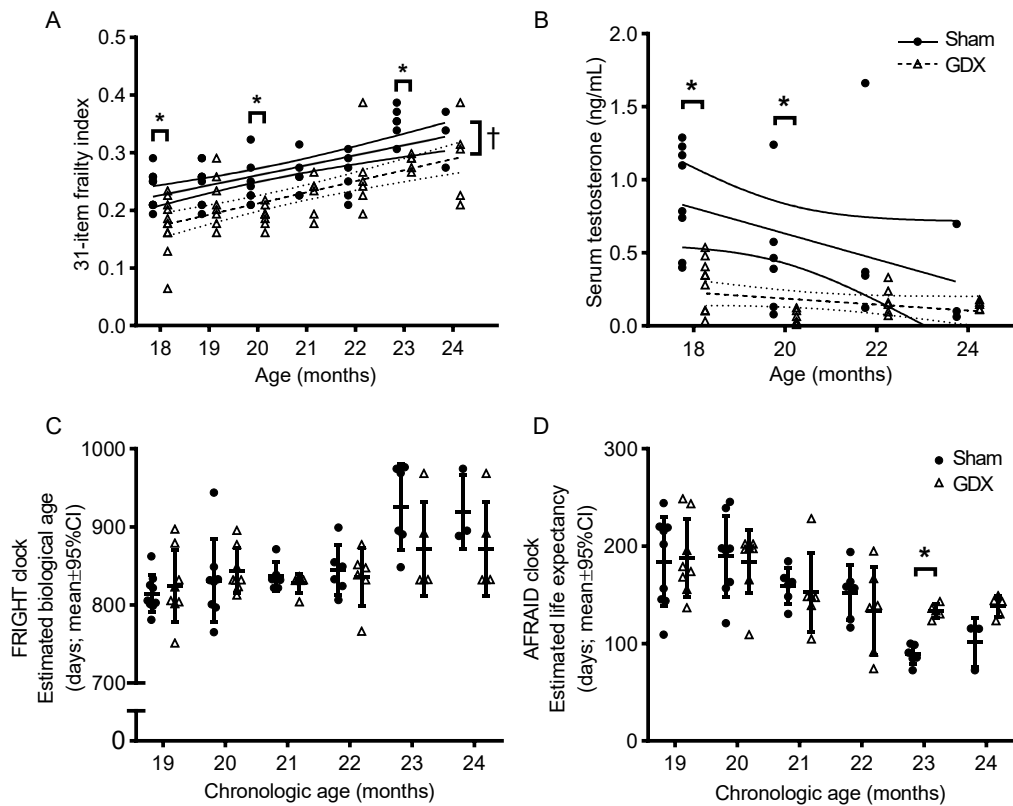 A
0.5
0.4
0.3
0.2
0.1
0.0
31-item frailty index
*
*
*
†
18 19 20 21 22 23 24
Age (months)
B
2.0
1.5
1.0
0.5
0.0
Serum testosterone (ng/mL)
Sham
GDX
*
*
18 20 22 24
Age (months)
C
1000
900
800
700
0
FRIGHT clock
Estimated biological age
(days; mean±95%CI)
19 20 21 22 23 24
Chronologic age (months)
D
300
200
100
0
AFRAID clock
Estimated life expectancy
(days; mean±95%CI)
Sham
GDX
*
19 20 21 22 23 24
Chronologic age (months)